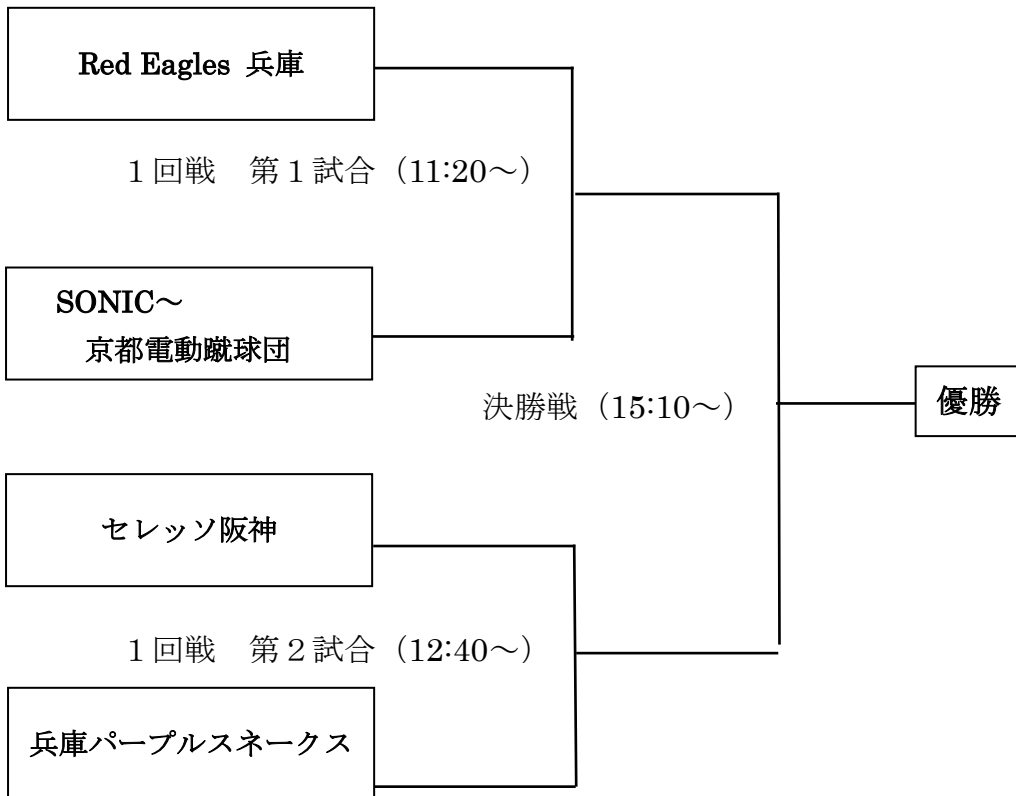 Red Eagles 兵庫
1回戦　第1試合（11:20～）
SONIC～
京都電動蹴球団
決勝戦（15:10～）
優勝
セレッソ阪神
1回戦　第2試合（12:40～）
兵庫パープルスネークス